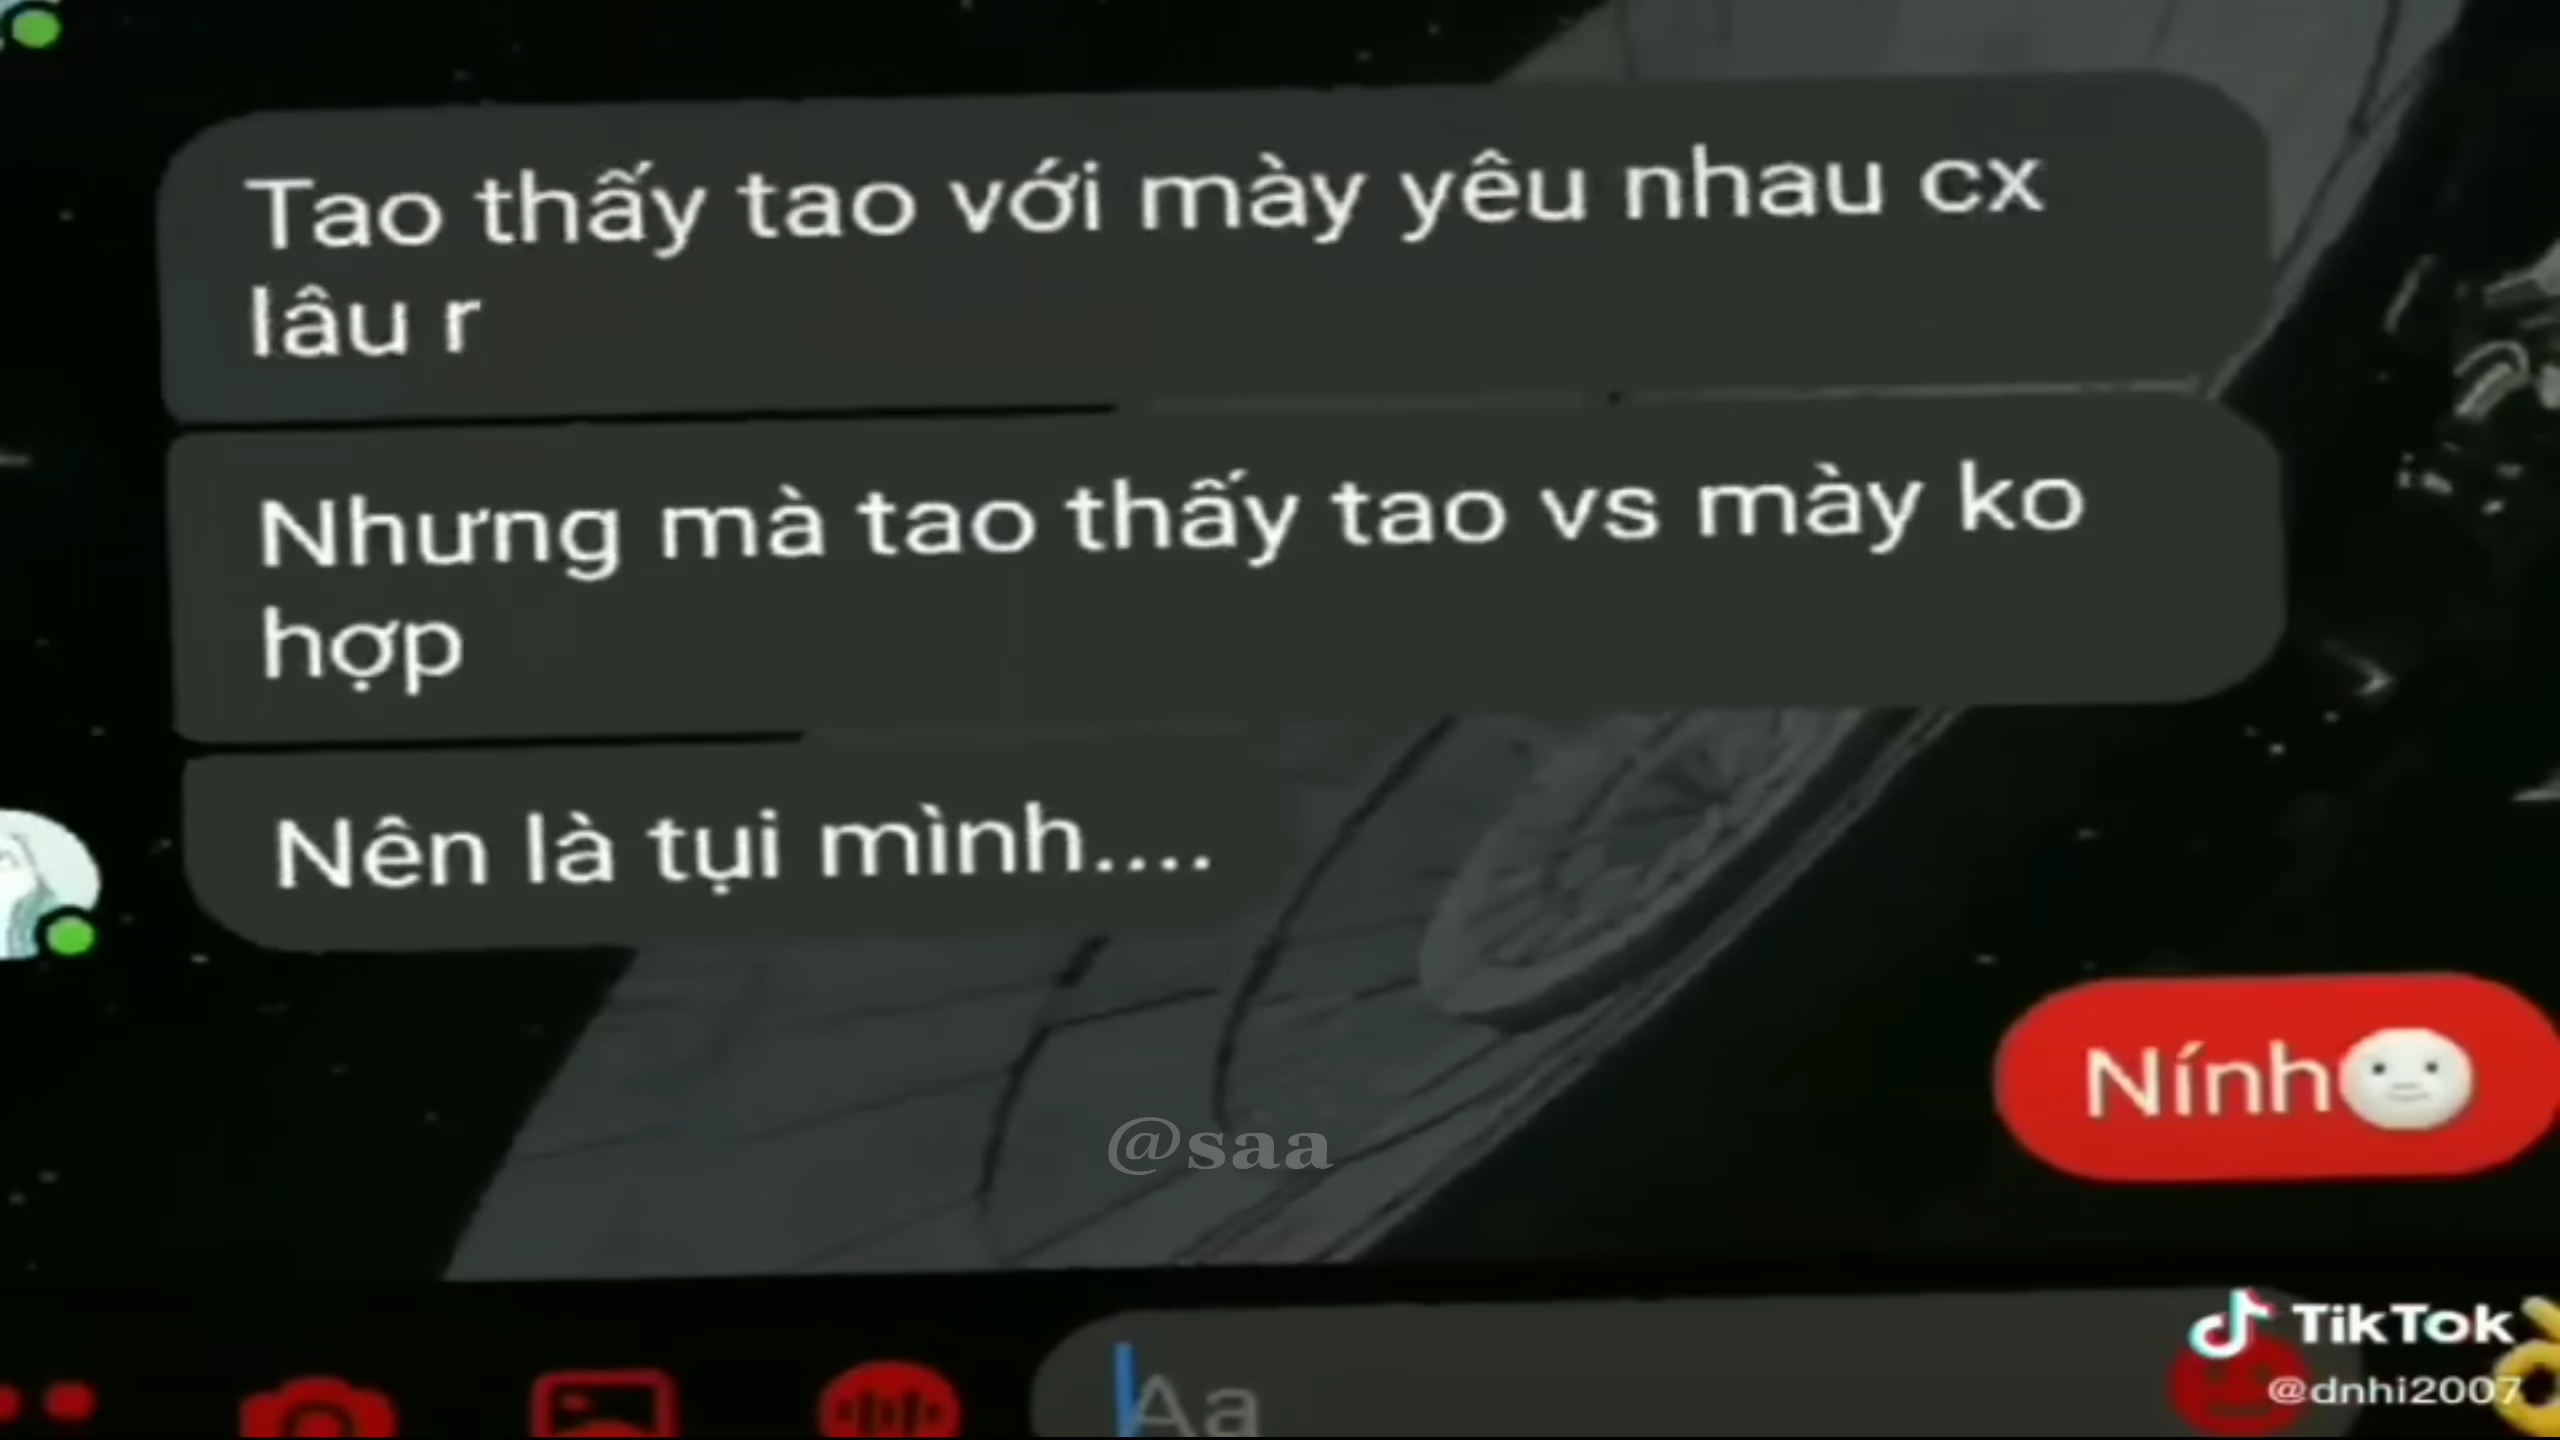 Tao thấy tao với mày yêu nhau cx
lâu r
Nhưng mà tao thấy tao vs mày ko
hợp
Nên là tụi mình....
Nính🌚
@saa
Aa
TikTok
@dnhi2007